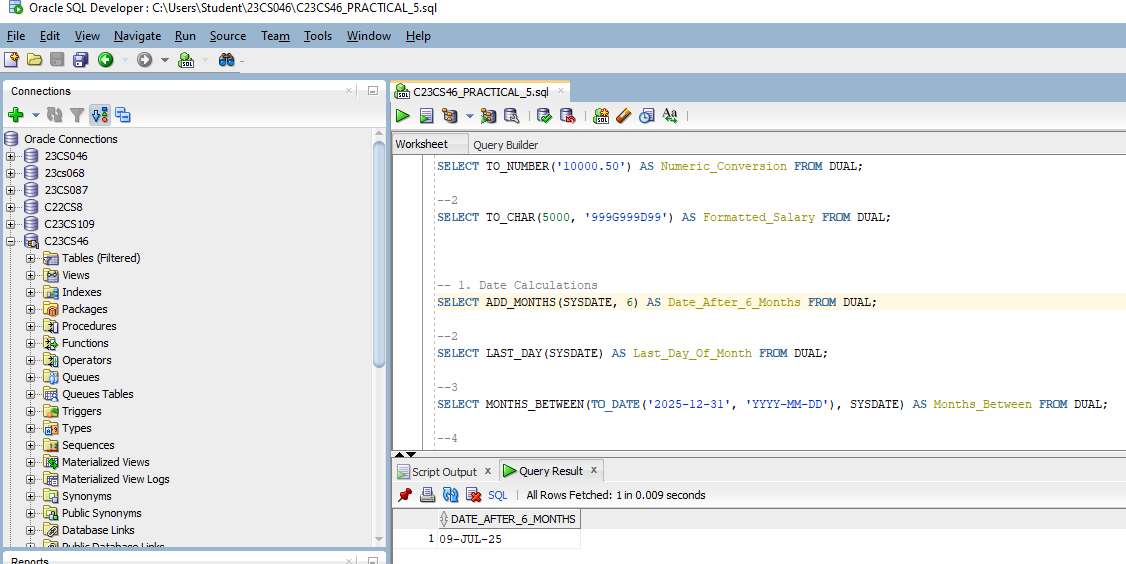 Oracle SQL Developer : C:\Users\Student\23CS046\C23CS46_PRACTICAL_5.sql
File Edit View Navigate Run Source Team Tools Window Help
Connections
Oracle Connections
23CS046
23cs068
23CS087
C22CS8
C23CS109
C23CS46
Tables (Filtered)
Views
Indexes
Packages
Procedures
Functions
Operators
Queues
Queues Tables
Triggers
Types
Sequences
Materialized Views
Materialized View Logs
Synonyms
Public Synonyms
Database Links
Public Database Links
Reports
C23CS46_PRACTICAL_5.sql
Worksheet Query Builder
SELECT TO_NUMBER('10000.50') AS Numeric_Conversion FROM DUAL;
--2
SELECT TO_CHAR(5000, '999G999D99') AS Formatted_Salary FROM DUAL;
-- 1. Date Calculations
SELECT ADD_MONTHS(SYSDATE, 6) AS Date_After_6_Months FROM DUAL;
--2
SELECT LAST_DAY(SYSDATE) AS Last_Day_Of_Month FROM DUAL;
--3
SELECT MONTHS_BETWEEN(TO_DATE('2025-12-31', 'YYYY-MM-DD'), SYSDATE) AS Months_Between FROM DUAL;
--4
Script Output x Query Result x
SQL | All Rows Fetched: 1 in 0.009 seconds
DATE_AFTER_6_MONTHS
1 09-JUL-25